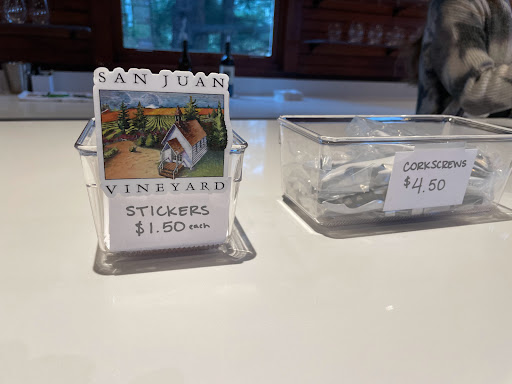 SAN JUAN
VINEYARD
STICKERS
$1.50 each
CORKSCREWS
$4.50